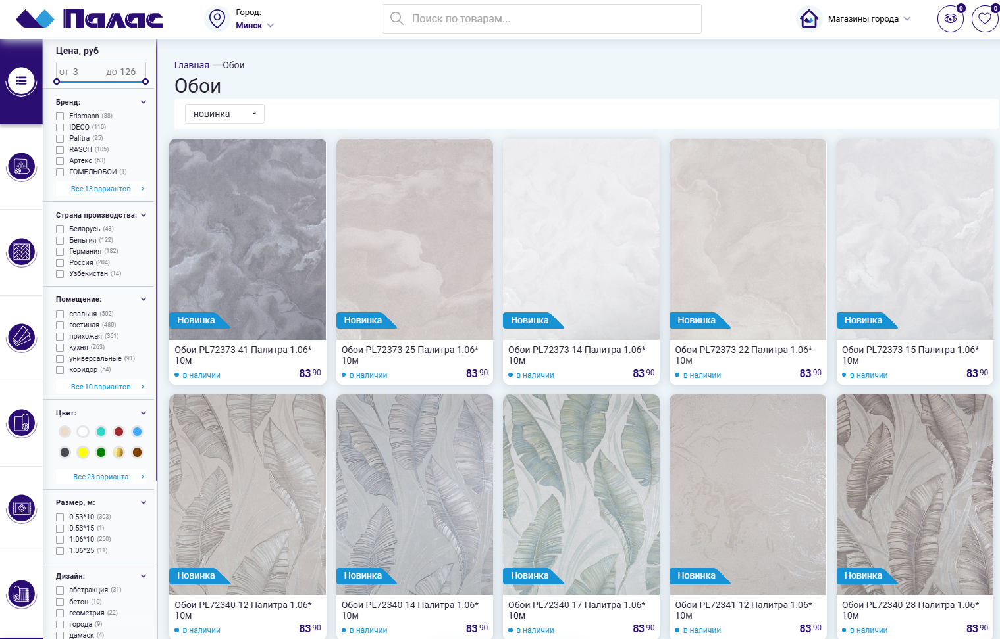 Палас
Город:
Минск
Поиск по товарам...
Магазины города
0
0
Цена, руб
от 3 до 126
Бренд:
Erismann (88)
IDECO (110)
Palitra (25)
RASCH (105)
Артекс (63)
ГОМЕЛЬОБОИ (1)
Все 13 вариантов
Страна производства:
Беларусь (43)
Бельгия (122)
Германия (182)
Россия (204)
Узбекистан (14)
Помещение:
спальня (502)
гостиная (480)
прихожая (361)
кухня (263)
универсальные (91)
коридор (54)
Все 10 вариантов
Цвет:
Все 23 варианта
Размер, м:
0.53*10 (303)
0.53*15 (1)
1.06*10 (250)
1.06*25 (11)
Дизайн:
абстракция (31)
бетон (10)
геометрия (22)
города (9)
дамаск (4)
Главная — Обои
Обои
новинка
Новинка
Обои PL72373-41 Палитра 1.06*
10м
в наличии 83 90
Новинка
Обои PL72373-25 Палитра 1.06*
10м
в наличии 83 90
Новинка
Обои PL72373-14 Палитра 1.06*
10м
в наличии 83 90
Новинка
Обои PL72373-22 Палитра 1.06*
10м
в наличии 83 90
Новинка
Обои PL72373-15 Палитра 1.06*
10м
в наличии 83 90
Новинка
Обои PL72340-12 Палитра 1.06*
10м
в наличии 83 90
Новинка
Обои PL72340-14 Палитра 1.06*
10м
в наличии 83 90
Новинка
Обои PL72340-17 Палитра 1.06*
10м
в наличии 83 90
Новинка
Обои PL72341-12 Палитра 1.06*
10м
в наличии 83 90
Новинка
Обои PL72340-28 Палитра 1.06*
10м
в наличии 83 90